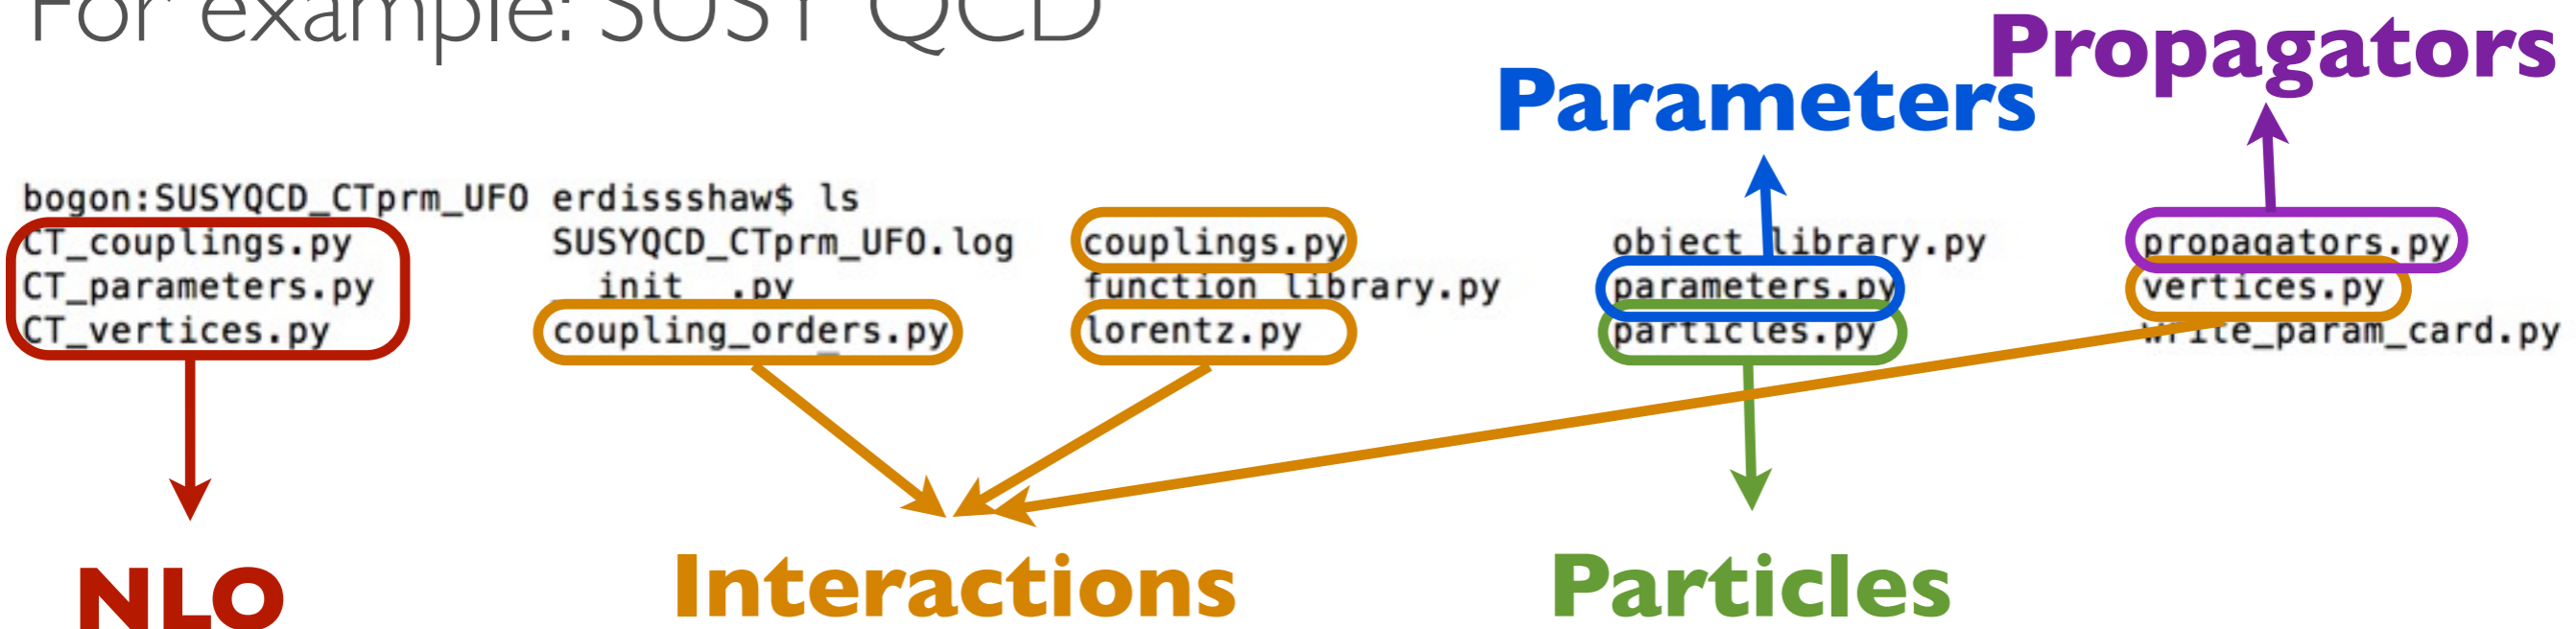 For example: SUSY QCD
Propagators
Parameters
bogon:SUSYQCD_CTprm_UFO erdissshaw$ ls
CT_couplings.py SUSYQCD_CTprm_UFO.log couplings.py object_library.py propagators.py
CT_parameters.py __init__.py function_library.py parameters.py vertices.py
CT_vertices.py coupling_orders.py lorentz.py particles.py write_param_card.py
NLO Interactions Particles